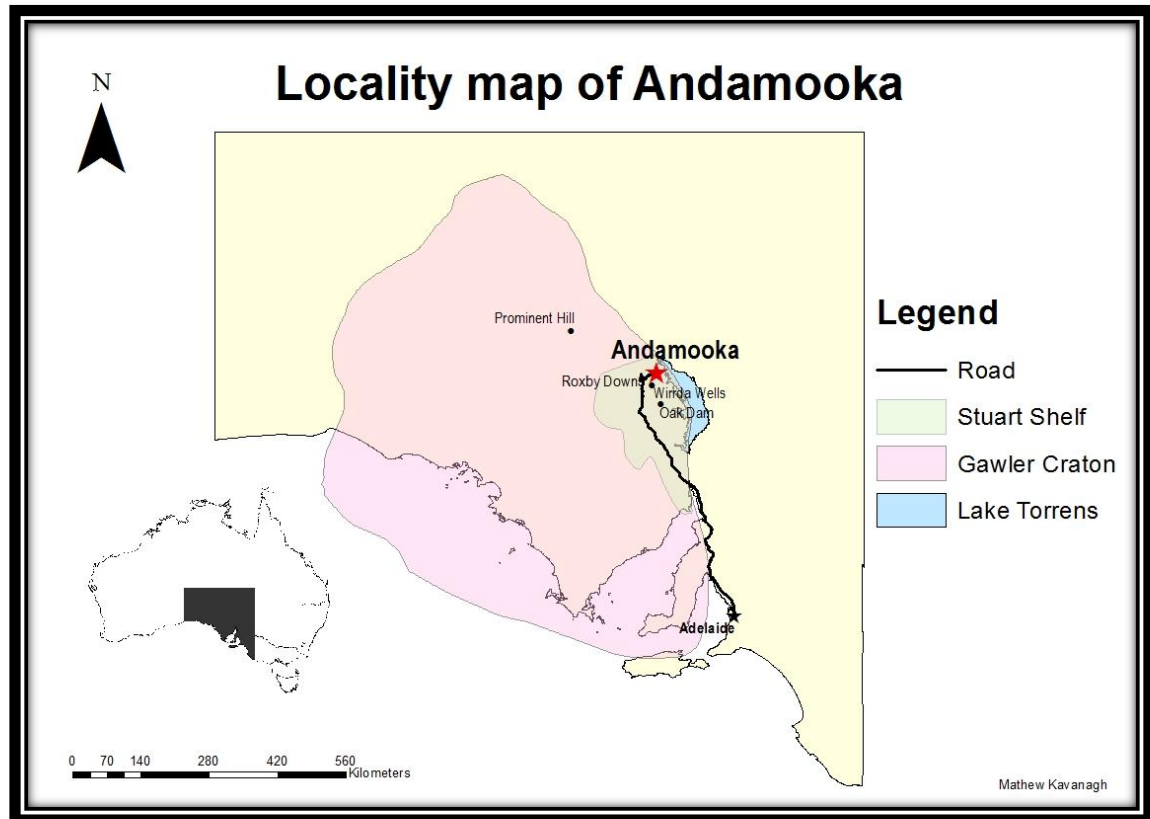 Locality map of Andamooka
N
Prominent Hill
Andamooka
Roxby Downs
Wirrda Wells
Oak Dam
Adelaide
Legend
Road
Stuart Shelf
Gawler Craton
Lake Torrens
0 70 140 280 420 560
Kilometers
Mathew Kavanagh